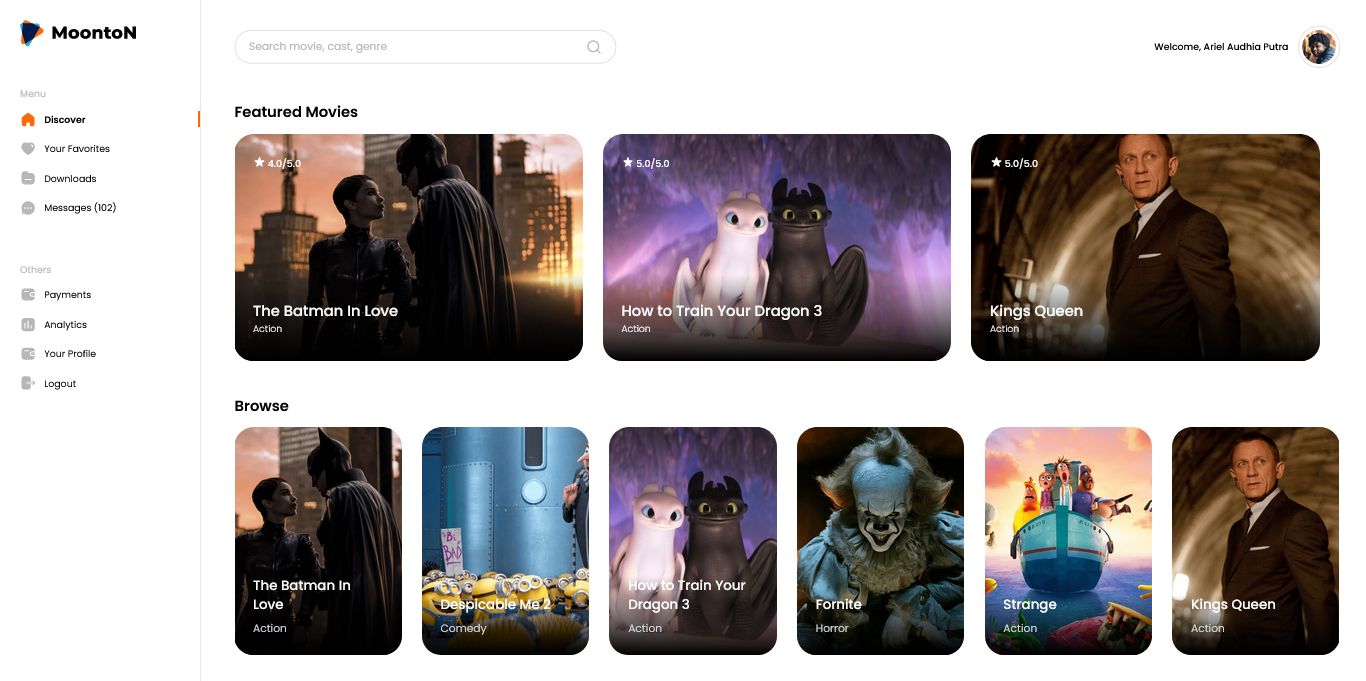 MoontoN
Search movie, cast, genre
Welcome, Ariel Audhia Putra
Menu
Discover
Your Favorites
Downloads
Messages (102)
Others
Payments
Analytics
Your Profile
Logout
Featured Movies
4.0/5.0
The Batman In Love
Action
5.0/5.0
How to Train Your Dragon 3
Action
5.0/5.0
Kings Queen
Action
Browse
The Batman In
Love
Action
BE
BAD
Despicable Me 2
Comedy
How to Train Your
Dragon 3
Action
Fornite
Horror
Strange
Action
Kings Queen
Action